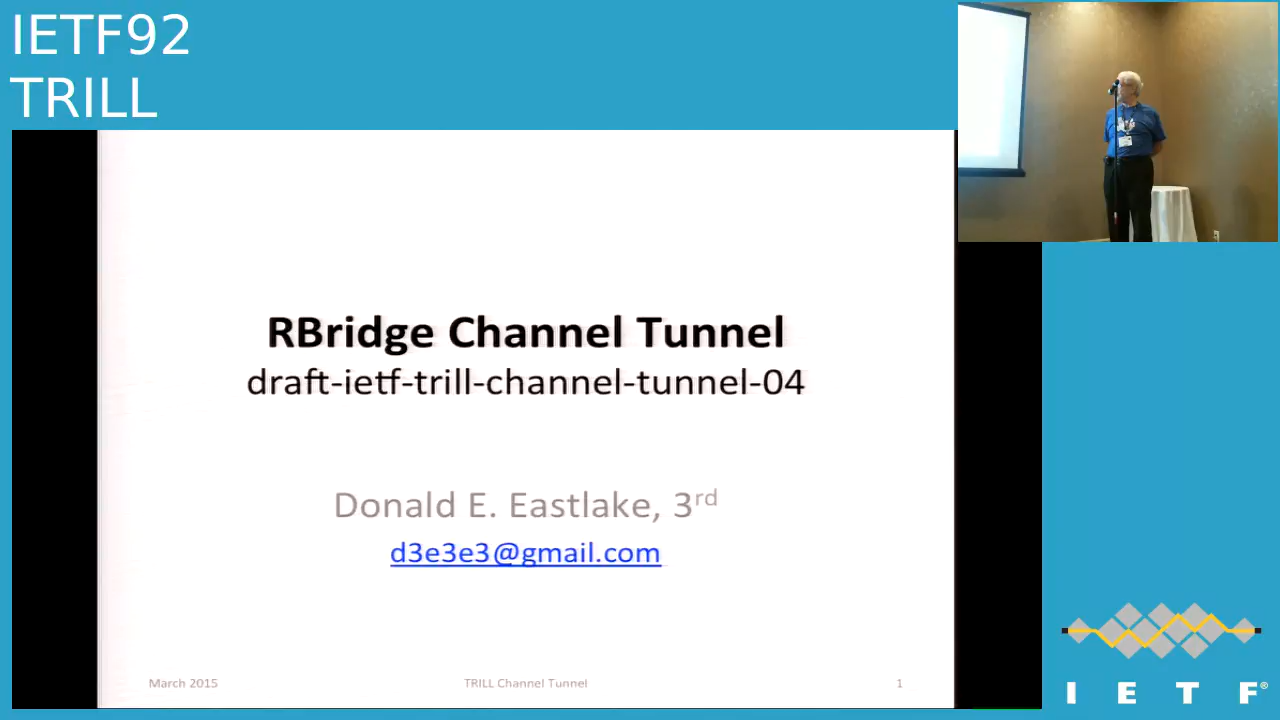 IETF92
TRILL
RBridge Channel Tunnel
draft-ietf-trill-channel-tunnel-04
Donald E. Eastlake, 3rd
d3e3e3@gmail.com
March 2015
TRILL Channel Tunnel
1
I E T F®